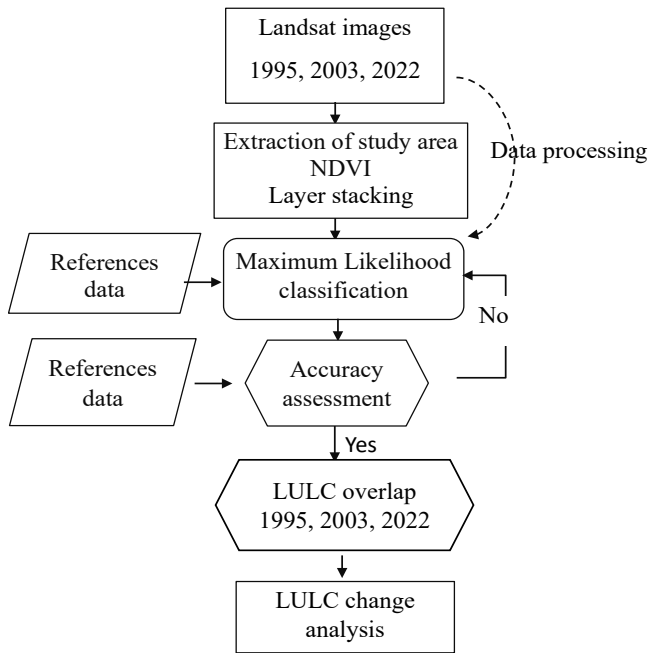 Landsat images
1995, 2003, 2022
Extraction of study area
NDVI
Layer stacking
Data processing
References
data
Maximum Likelihood
classification
No
References
data
Accuracy
assessment
Yes
LULC overlap
1995, 2003, 2022
LULC change
analysis